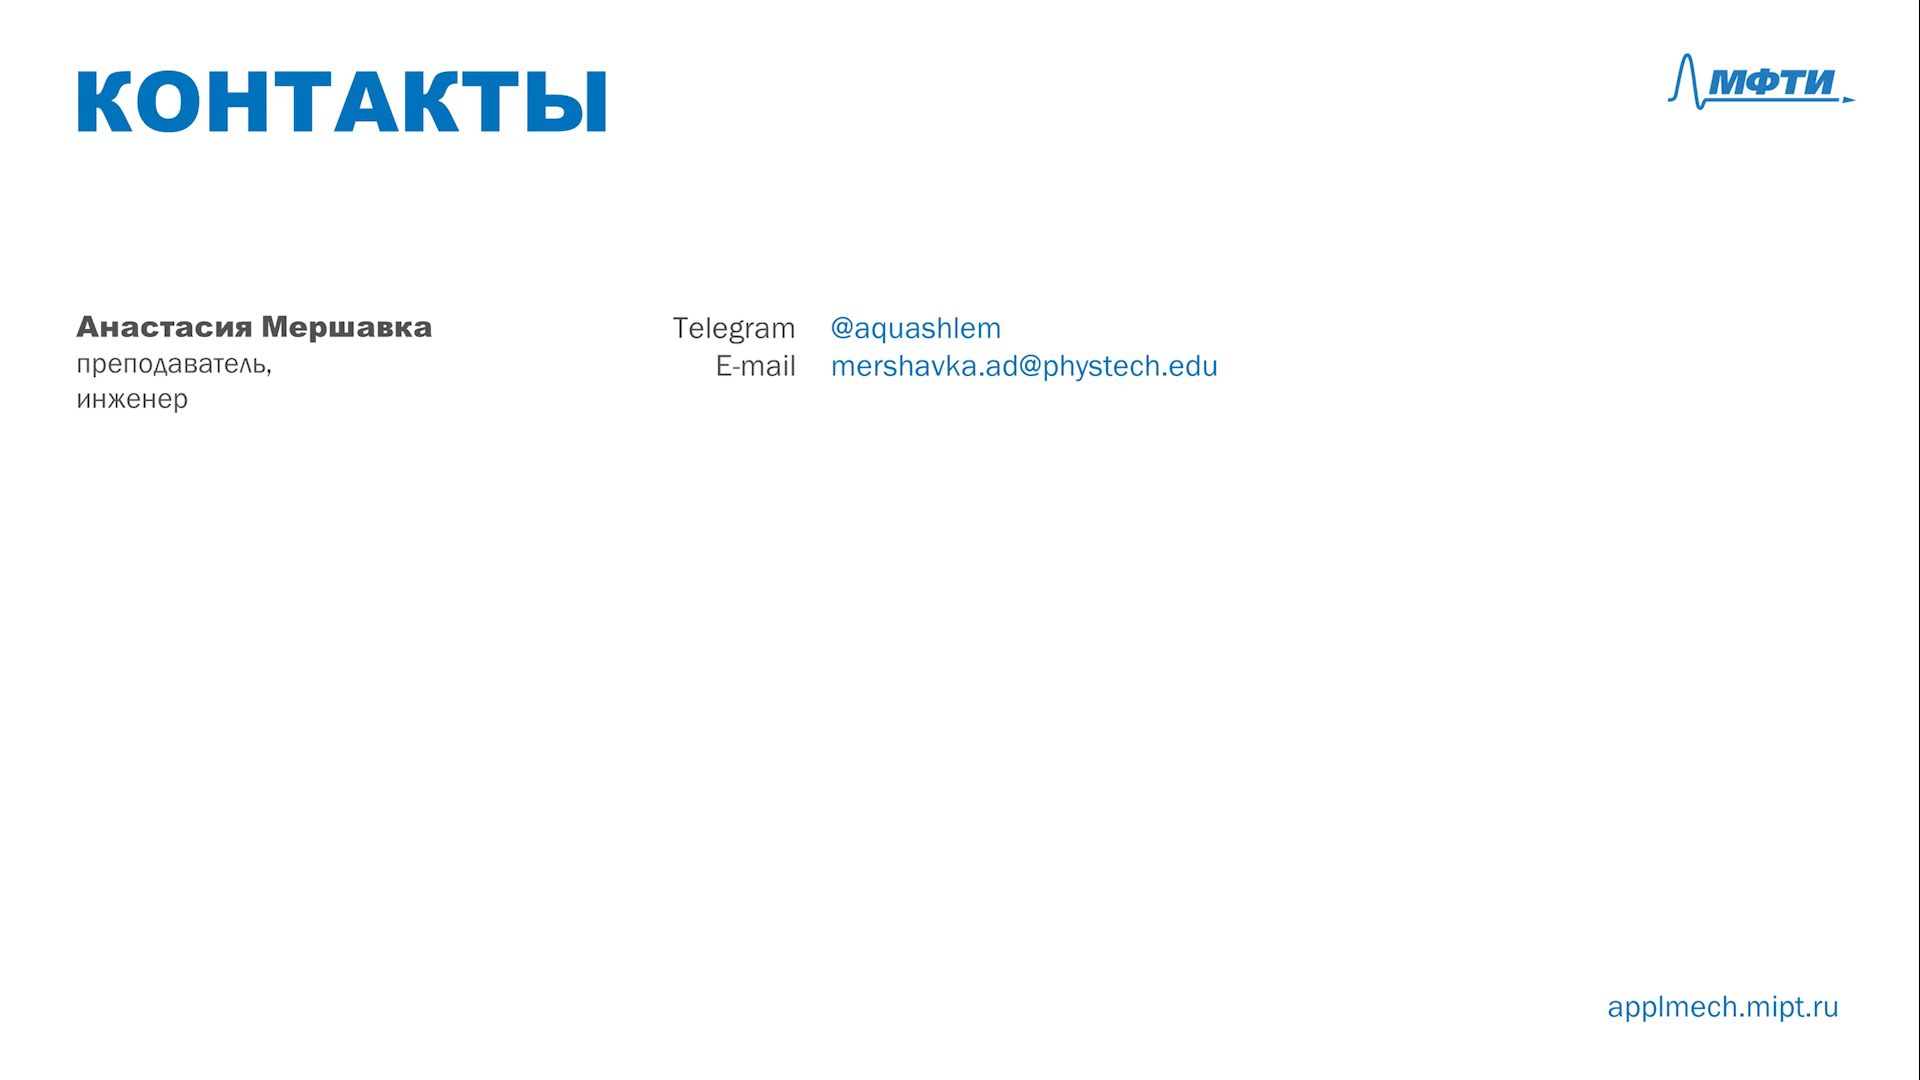 КОНТАКТЫ
МФТИ
Анастасия Мершавка
преподаватель,
инженер
Telegram @aquashlem
E-mail mershavka.ad@phystech.edu
applmech.mipt.ru